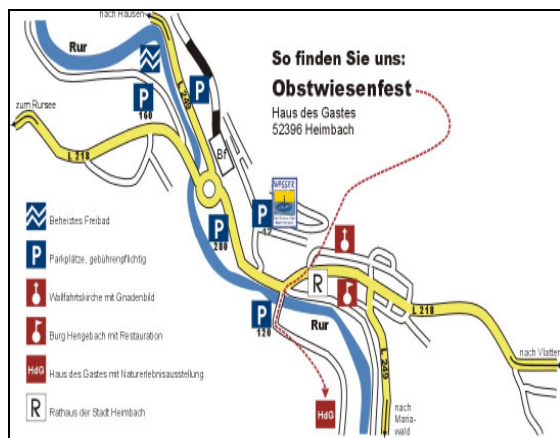 nach Hausen
Rur
So finden Sie uns:
Obstwiesenfest
Haus des Gastes
52396 Heimbach
P
160
L 249
P
zum Rursee
L 218
Bf
WASSER
P
12
P
280
Beheiztes Freibad
P
Parkplätze, gebührenpflichtig
Wallfahrtskirche mit Gnadenbild
R
L 218
P
120
Rur
Burg Hengebach mit Restauration
nach Vlatten
L 249
HdG
Haus des Gastes mit Naturerlebnisausstellung
HdG
R
Rathaus der Stadt Heimbach
nach
Maria-
wald